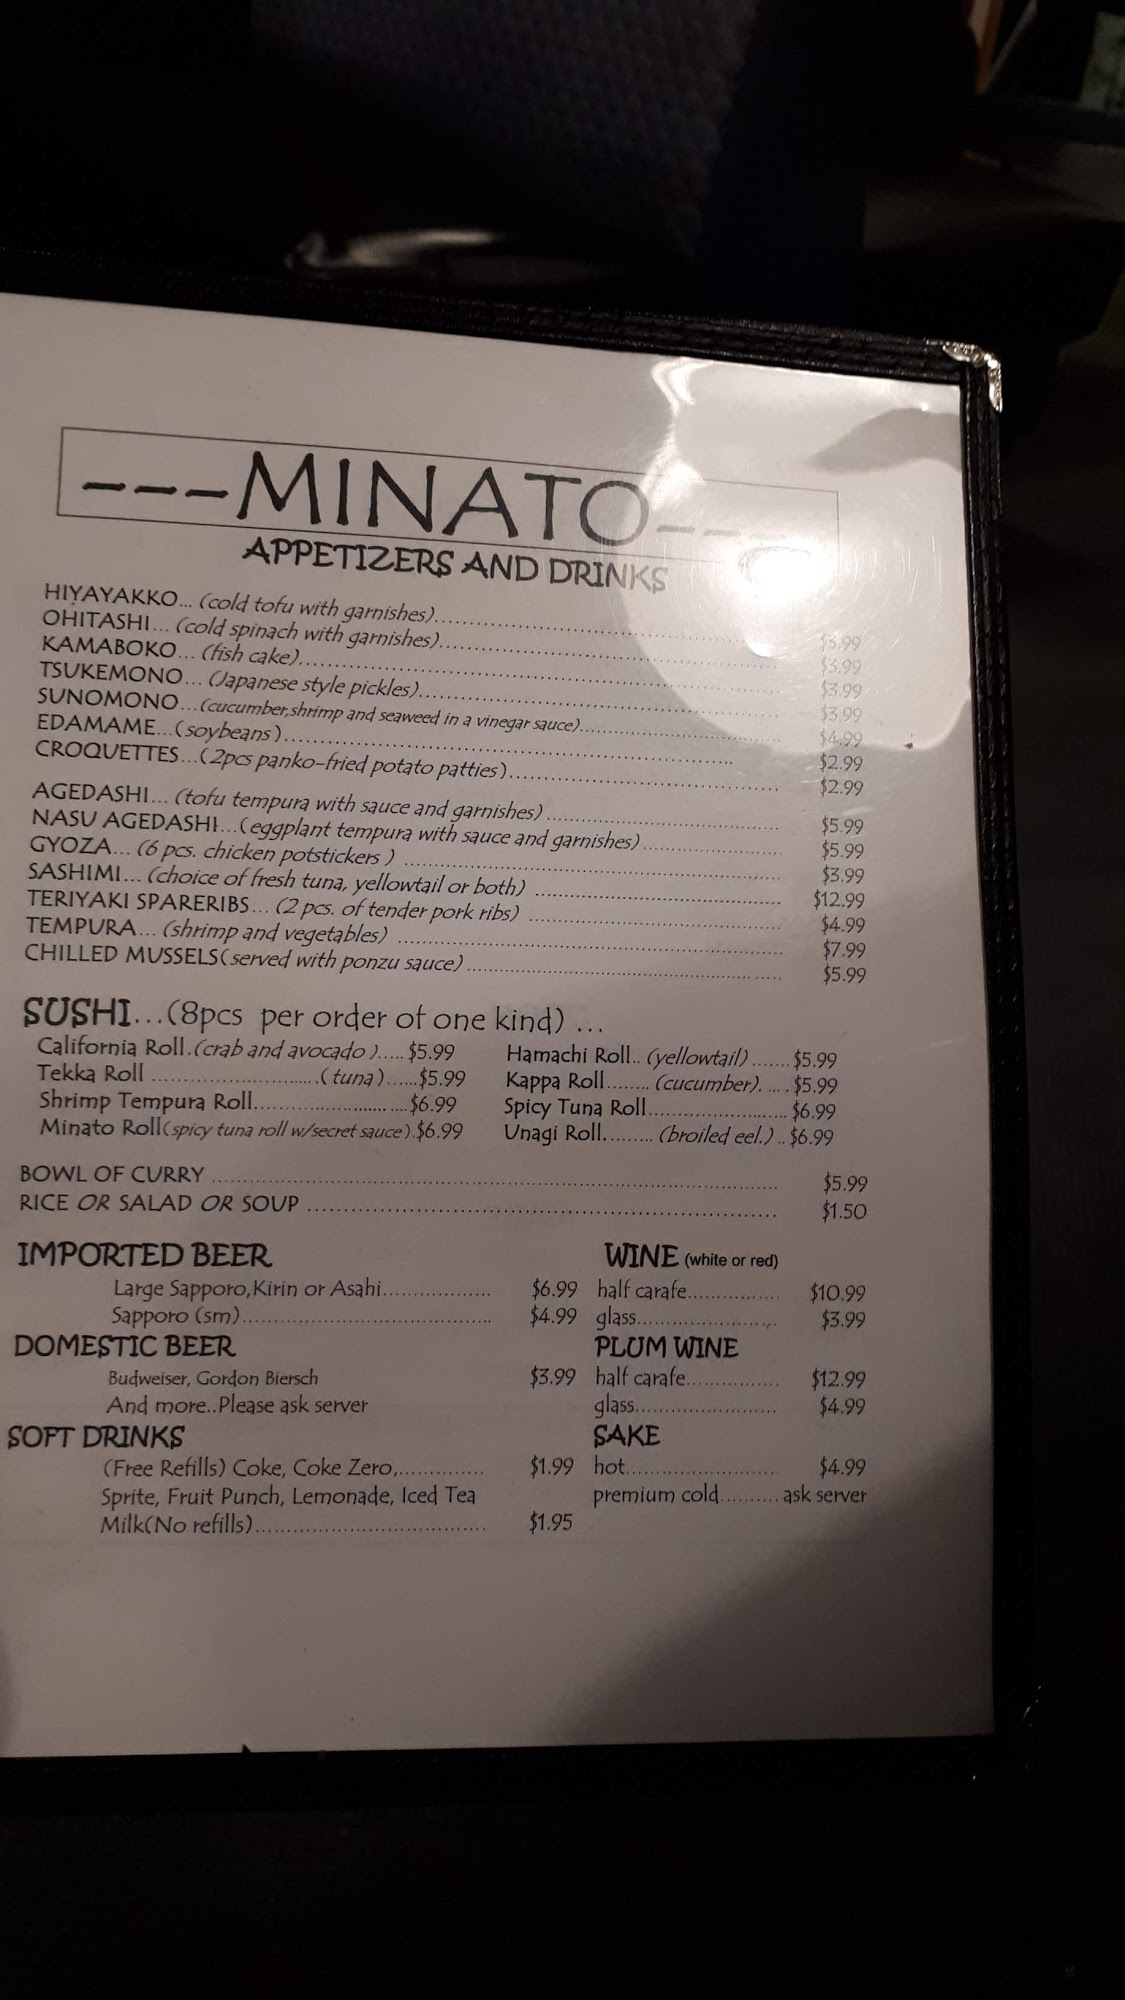 ---MINATO---
APPETIZERS AND DRINKS
HIYAYAKKO... (cold tofu with garnishes)........ $3.99
OHITASHI... (cold spinach with garnishes)........ $3.99
KAMABOKO... (fish cake)........ $3.99
TSUKEMONO... (Japanese style pickles)........ $3.99
SUNOMONO...(cucumber,shrimp and seaweed in a vinegar sauce)........ $4.99
EDAMAME...(soybeans)........ $2.99
CROQUETTES...(2pcs panko-fried potato patties)........ $2.99
AGEDASHI... (tofu tempura with sauce and garnishes)........ $5.99
NASU AGEDASHI...(eggplant tempura with sauce and garnishes)........ $5.99
GYOZA... (6 pcs. chicken potstickers )........ $3.99
SASHIMI... (choice of fresh tuna, yellowtail or both)........ $12.99
TERIYAKI SPARERIBS... (2 pcs. of tender pork ribs)........ $4.99
TEMPURA... (shrimp and vegetables)........ $7.99
CHILLED MUSSELS(served with ponzu sauce)........ $5.99
SUSHI...(8pcs per order of one kind) ...
California Roll.(crab and avocado ).....$5.99 Hamachi Roll.. (yellowtail).......$5.99
Tekka Roll ........(tuna)......$5.99 Kappa Roll........ (cucumber). ... .$5.99
Shrimp Tempura Roll........$6.99 Spicy Tuna Roll........$6.99
Minato Roll(spicy tuna roll w/secret sauce).$6.99 Unagi Roll......... (broiled eel.) ..$6.99
BOWL OF CURRY ........ $5.99
RICE OR SALAD OR SOUP ........ $1.50
IMPORTED BEER WINE (white or red)
Large Sapporo,Kirin or Asahi........ $6.99 half carafe........ $10.99
Sapporo (sm)........ $4.99 glass........ $3.99
DOMESTIC BEER PLUM WINE
Budweiser, Gordon Biersch $3.99 half carafe........ $12.99
And more..Please ask server glass........ $4.99
SOFT DRINKS SAKE
(Free Refills) Coke, Coke Zero,........ $1.99 hot........ $4.99
Sprite, Fruit Punch, Lemonade, Iced Tea premium cold.......... ask server
Milk(No refills)........ $1.95